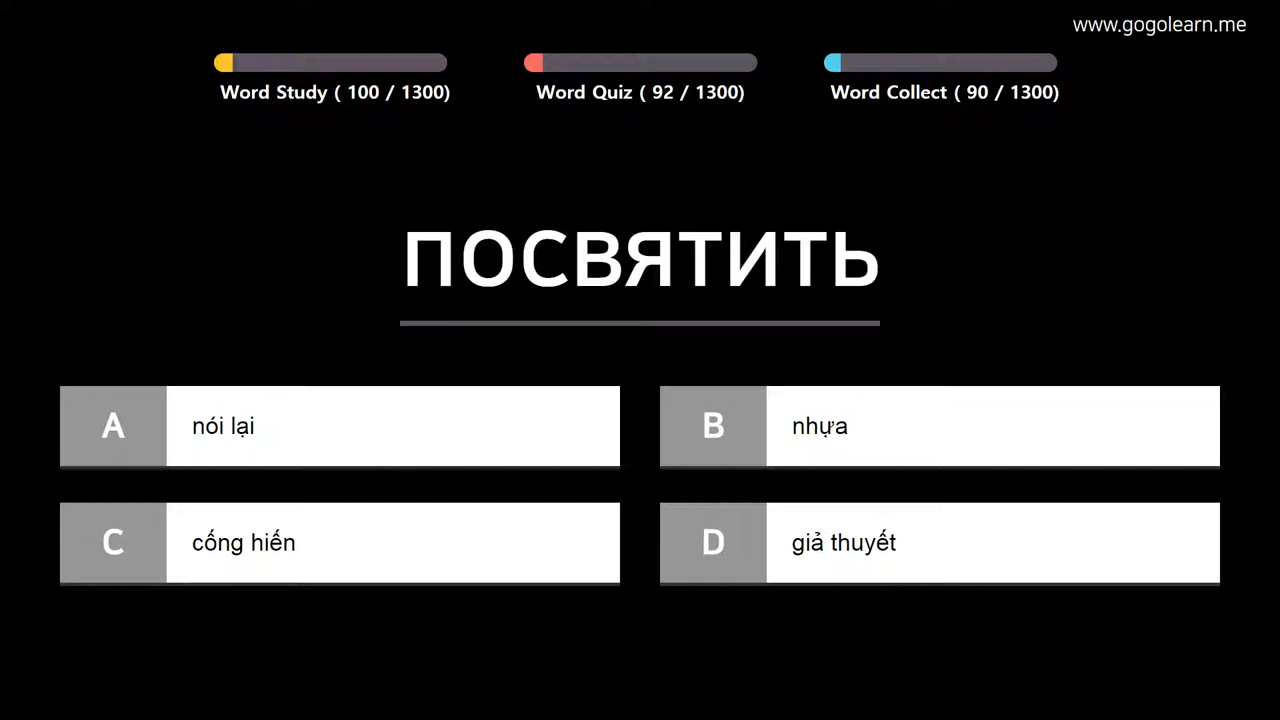 www.gogolearn.me
Word Study ( 100 / 1300)
Word Quiz ( 92 / 1300)
Word Collect ( 90 / 1300)
посвятить
A
nói lại
B
nhựa
C
cống hiến
D
giả thuyết